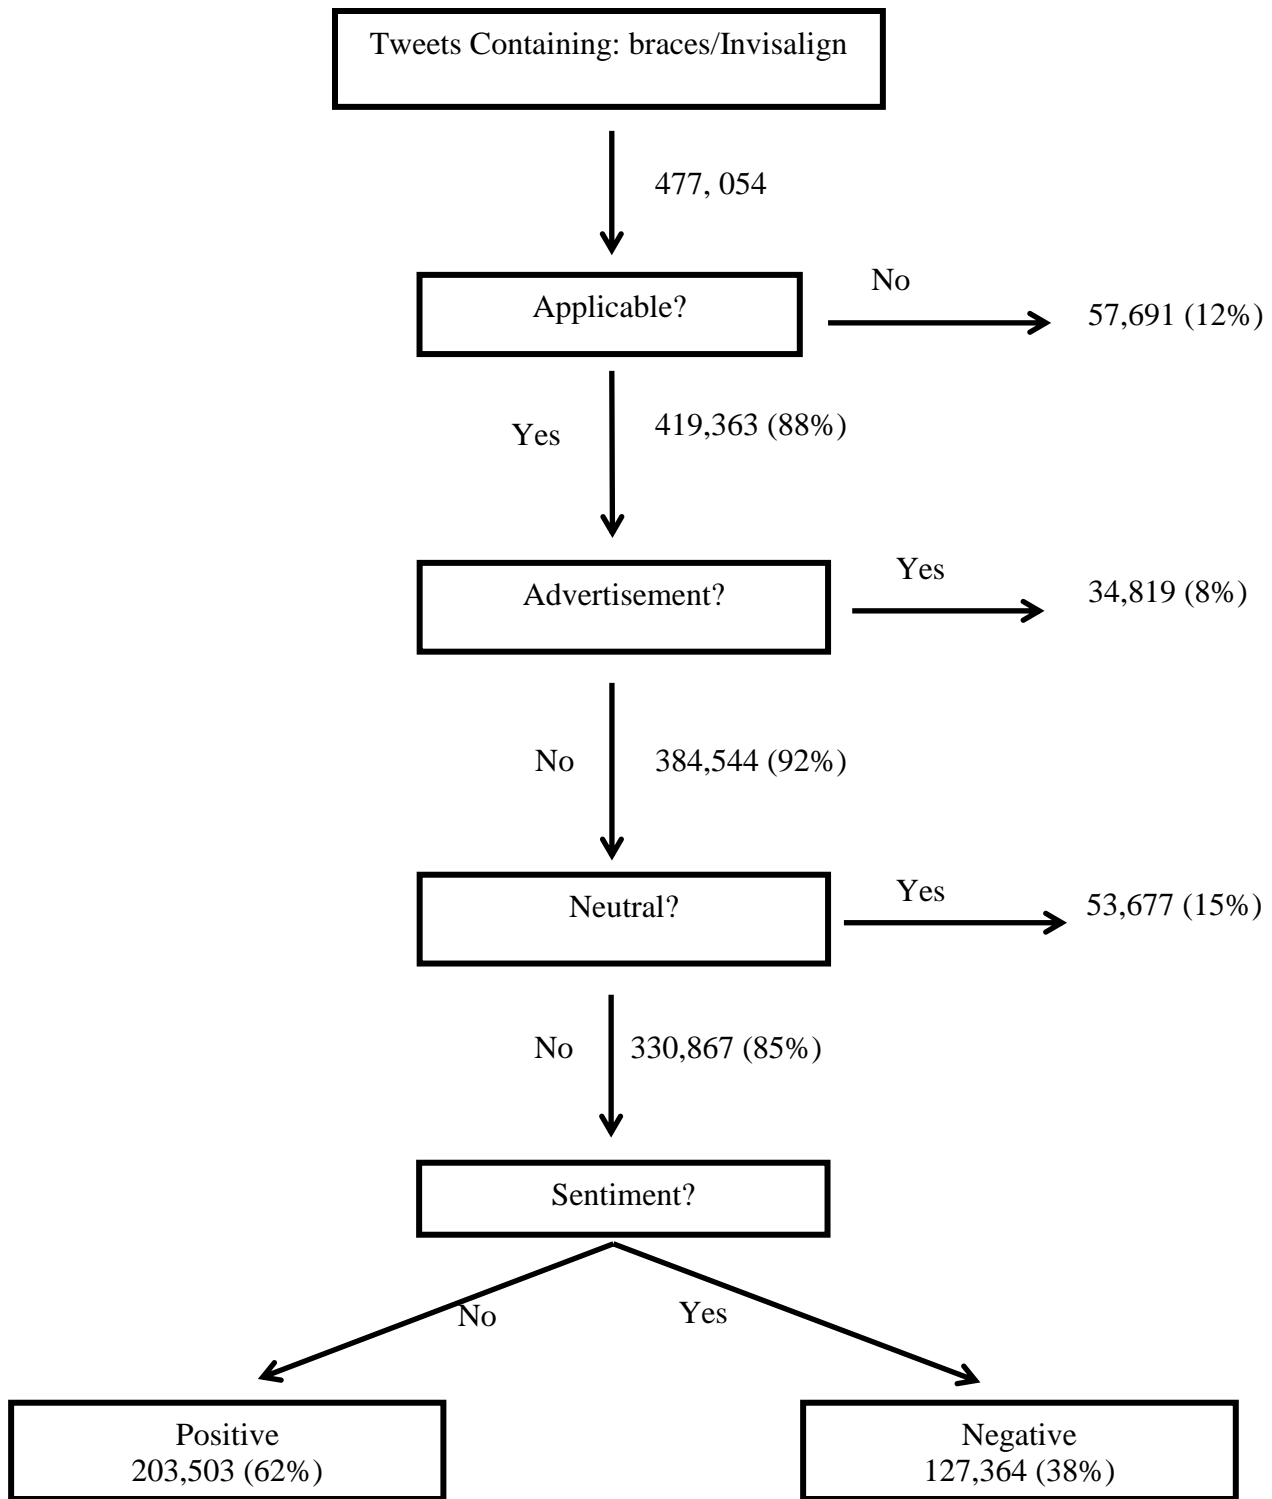 Tweets Containing: braces/Invisalign
477, 054
Applicable?
No
57,691 (12%)
Yes
419,363 (88%)
Advertisement?
Yes
34,819 (8%)
No
384,544 (92%)
Neutral?
Yes
53,677 (15%)
No
330,867 (85%)
Sentiment?
No
Yes
Positive
203,503 (62%)
Negative
127,364 (38%)